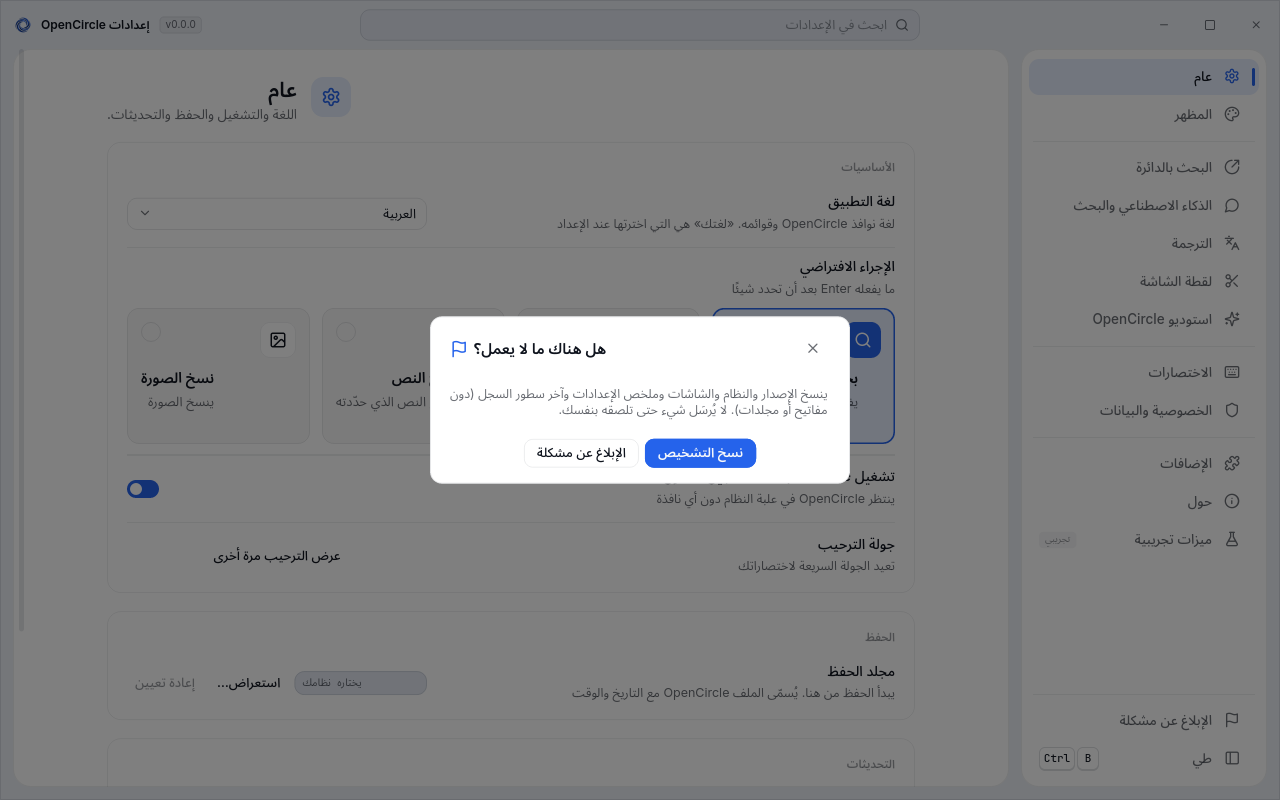 إعدادات OpenCircle
v0.0.0
ابحث في الإعدادات
عام
المظهر
البحث بالدائرة
الذكاء الاصطناعي والبحث
الترجمة
لقطة الشاشة
استوديو OpenCircle
الاختصارات
الخصوصية والبيانات
الإضافات
حول
ميزات تجريبية
تجريبي
الإبلاغ عن مشكلة
طي
Ctrl B
عام
اللغة والتشغيل والحفظ والتحديثات.
الأساسيات
لغة التطبيق
العربية
لغة نوافذ OpenCircle وقوائمه. «لغتك» هي التي اخترتها عند الإعداد
الإجراء الافتراضي
ما يفعله Enter بعد أن تحدد شيئًا
النص
النص الذي حدّدته
نسخ الصورة
ينسخ الصورة
هل هناك ما لا يعمل؟
ينسخ الإصدار والنظام والشاشات وملخص الإعدادات وآخر سطور السجل (دون
مفاتيح أو مجلدات). لا يُرسَل شيء حتى تلصقه بنفسك.
نسخ التشخيص
الإبلاغ عن مشكلة
تشغيل
ينتظر OpenCircle في علبة النظام دون أي نافذة
جولة الترحيب
عرض الترحيب مرة أخرى
تعيد الجولة السريعة لاختصاراتك
الحفظ
مجلد الحفظ
يختاره نظامك
استعراض...
إعادة تعيين
يبدأ الحفظ من هنا. يُسمّى الملف OpenCircle مع التاريخ والوقت
التحديثات